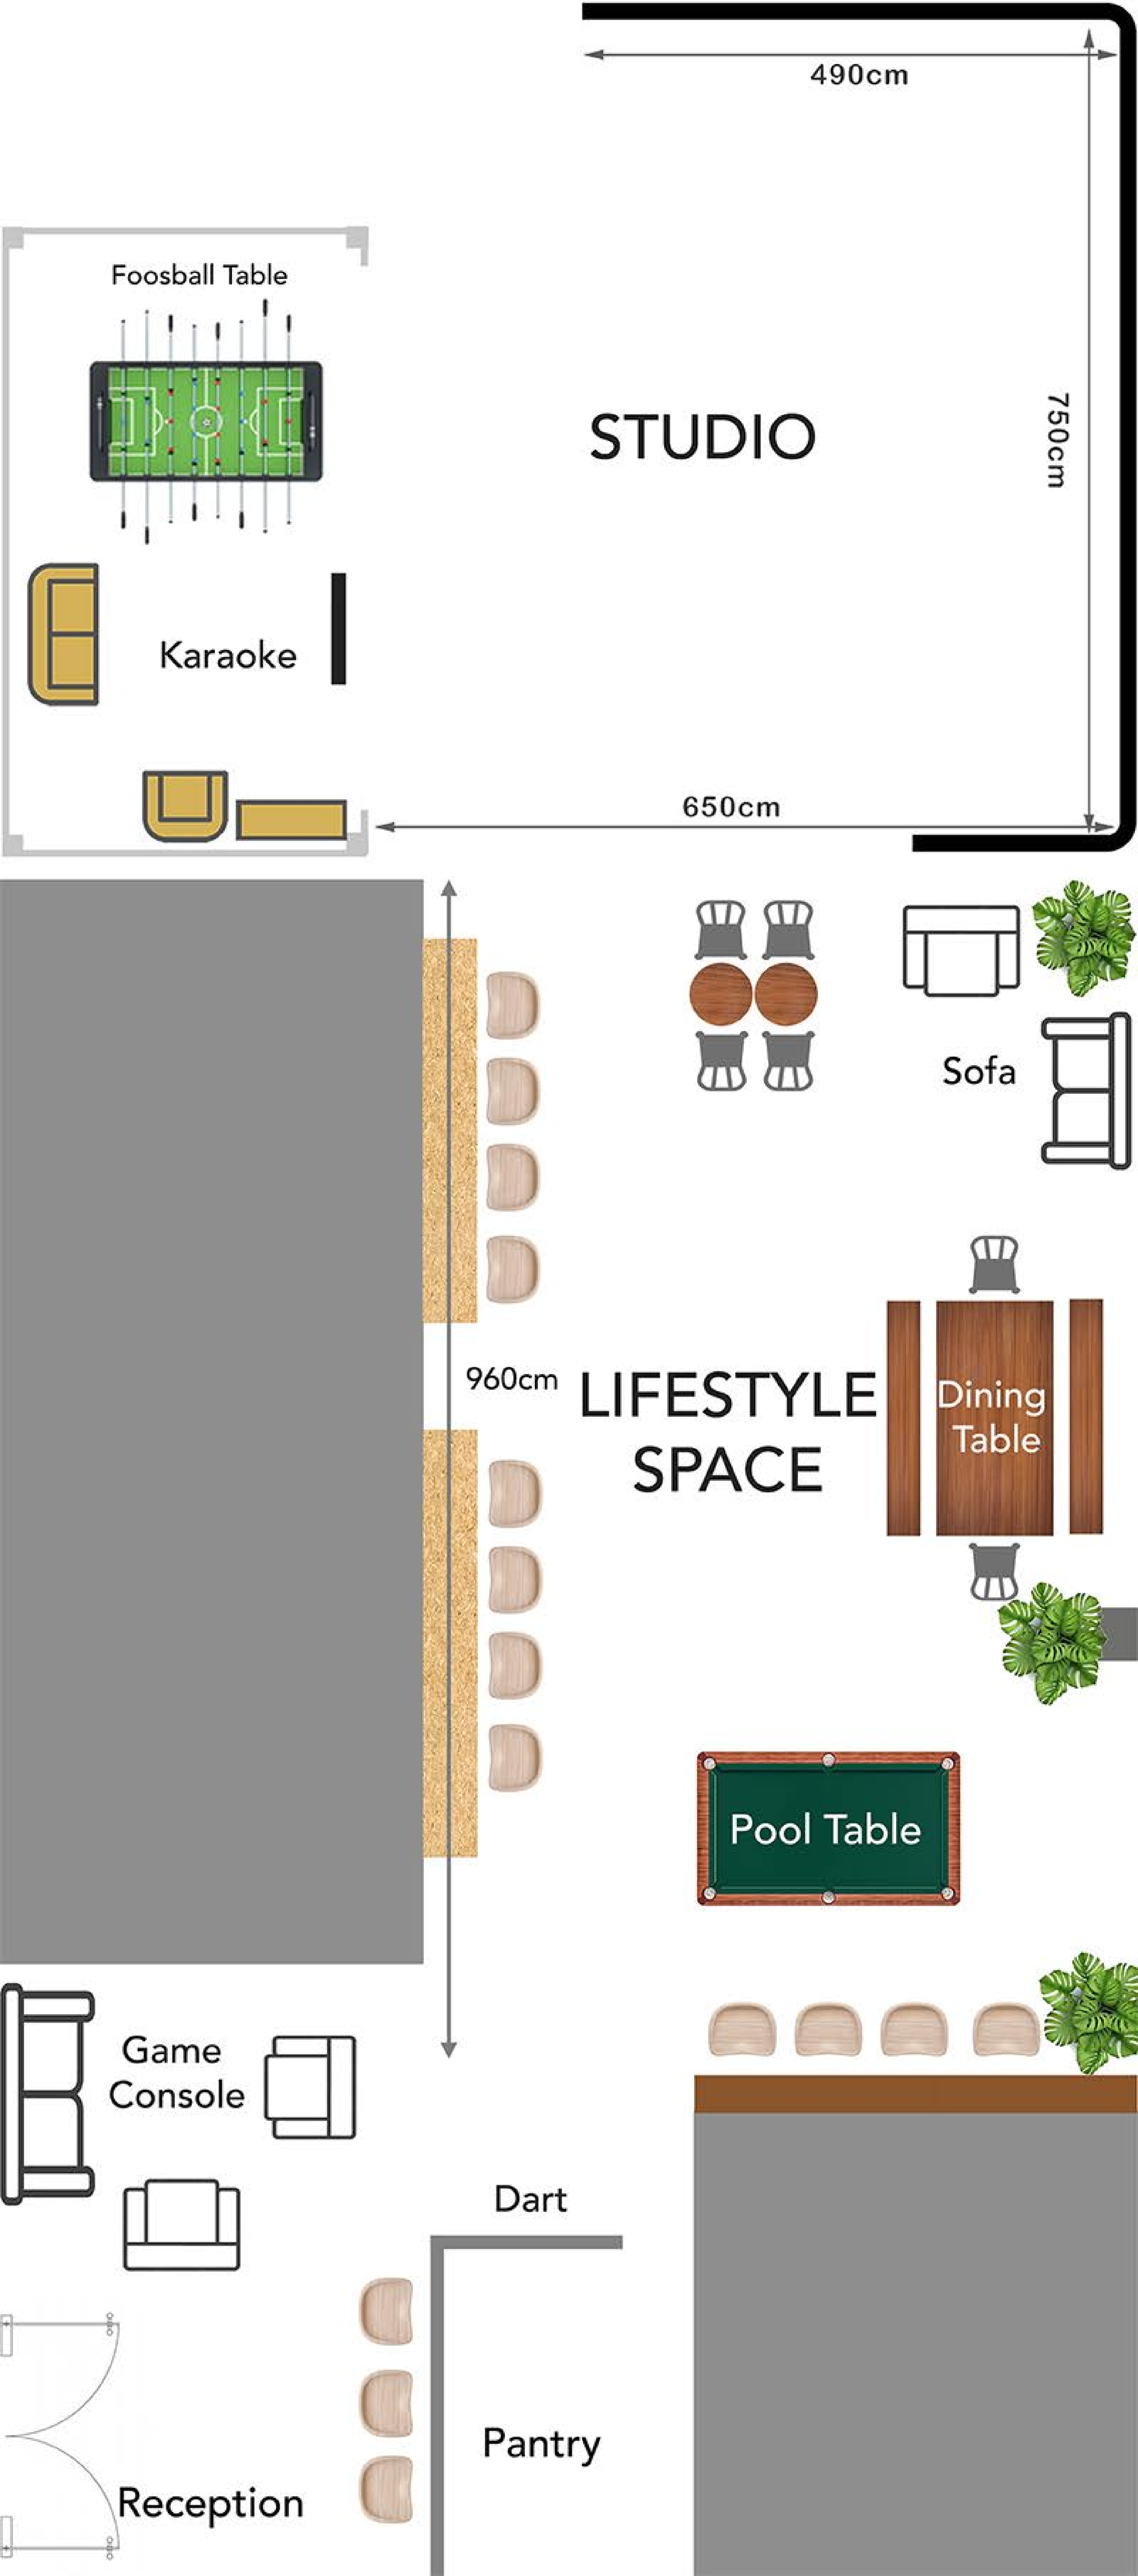 490cm
Foosball Table
STUDIO
750cm
Karaoke
650cm
Sofa
960cm
LIFESTYLE
SPACE
Dining
Table
Pool Table
Game
Console
Dart
Pantry
Reception